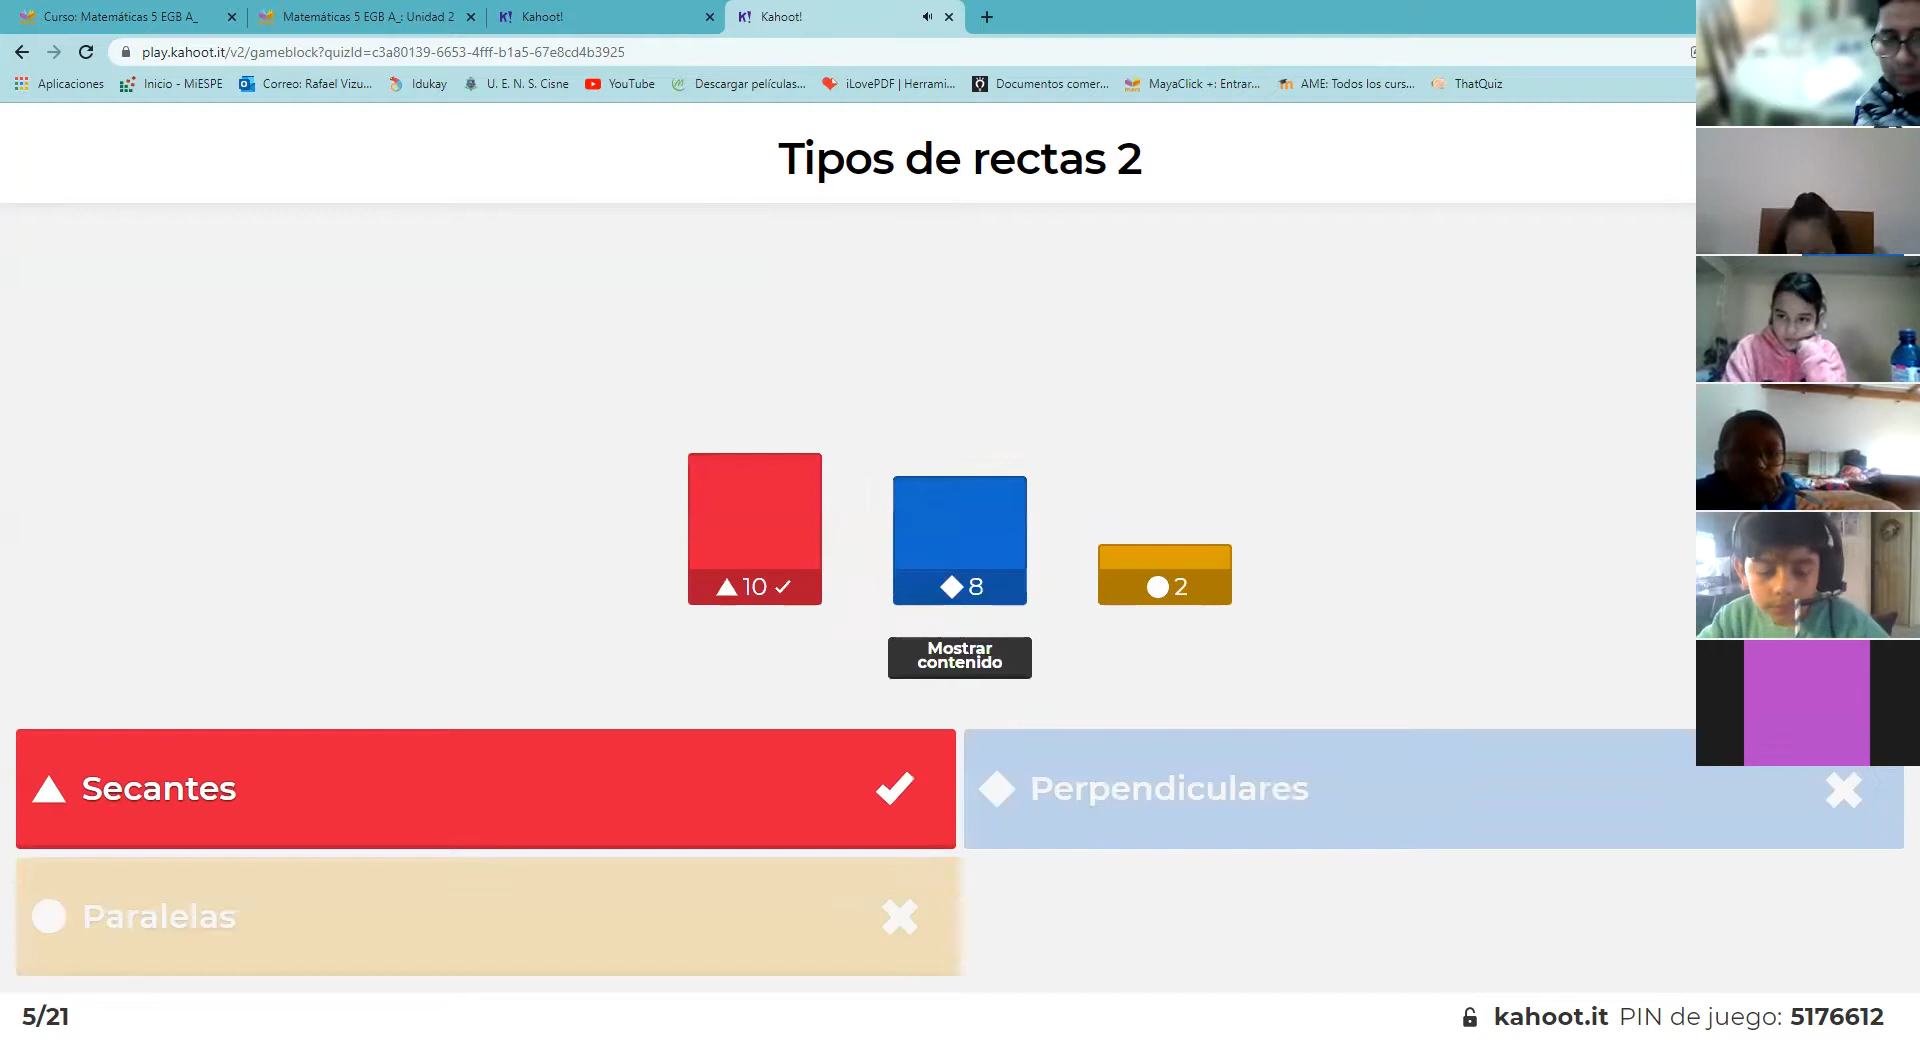 Curso: Matemáticas 5 EGB A_
Matemáticas 5 EGB A_: Unidad 2
K! Kahoot!
K! Kahoot!
play.kahoot.it/v2/gameblock?quizId=c3a80139-6653-4fff-b1a5-67e8cd4b3925
Aplicaciones
Inicio - MiESPE
Correo: Rafael Vizu...
Idukay
U. E. N. S. Cisne
YouTube
Descargar películas...
iLovePDF | Herrami...
Documentos comer...
MayaClick +: Entrar...
AME: Todos los curs...
ThatQuiz
Tipos de rectas 2
10
8
2
Mostrar
contenido
Secantes
Perpendiculares
Paralelas
5/21
kahoot.it PIN de juego: 5176612